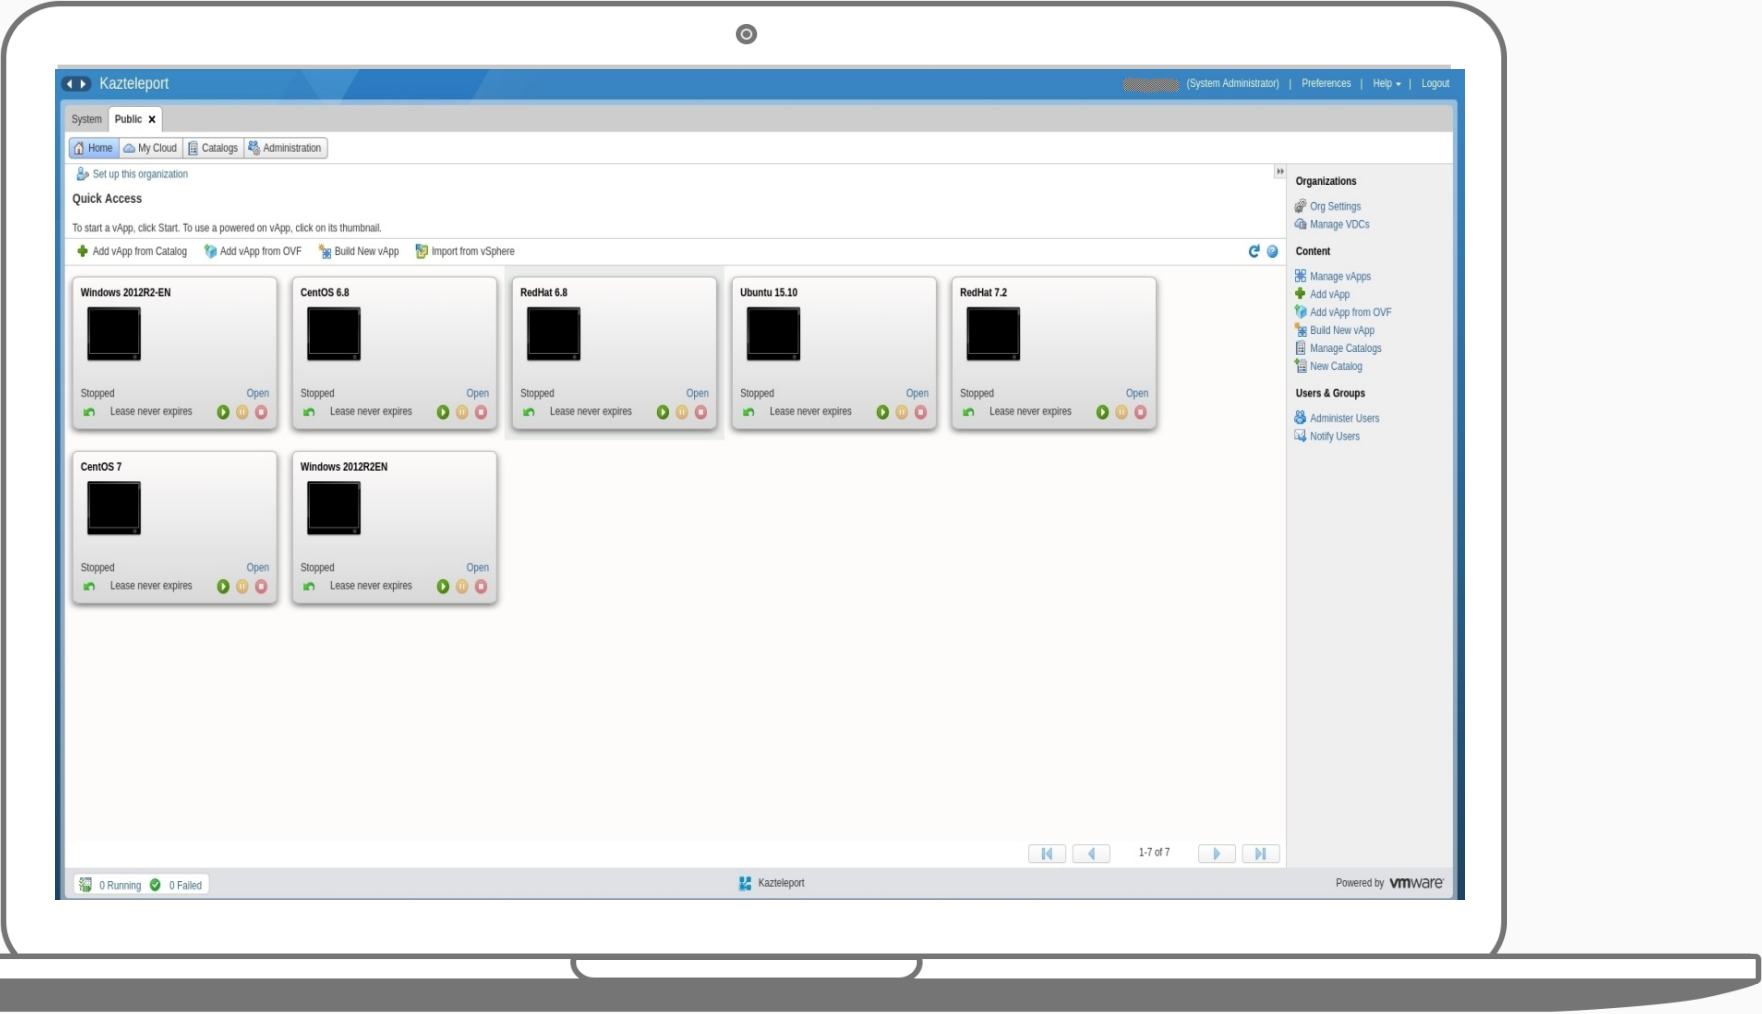 Kazteleport
(System Administrator) | Preferences | Help | Logout
System Public
Home My Cloud Catalogs Administration
Set up this organization
Quick Access
To start a vApp, click Start. To use a powered on vApp, click on its thumbnail.
Add vApp from Catalog Add vApp from OVF Build New vApp Import from vSphere
Windows 2012R2-EN
Stopped Open
Lease never expires
CentOS 6.8
Stopped Open
Lease never expires
RedHat 6.8
Stopped Open
Lease never expires
Ubuntu 15.10
Stopped Open
Lease never expires
RedHat 7.2
Stopped Open
Lease never expires
CentOS 7
Stopped Open
Lease never expires
Windows 2012R2EN
Stopped Open
Lease never expires
1-7 of 7
Organizations
Org Settings
Manage VDCs
Content
Manage vApps
Add vApp
Add vApp from OVF
Build New vApp
Manage Catalogs
New Catalog
Users & Groups
Administer Users
Notify Users
0 Running 0 Failed
Kazteleport
Powered by vmware